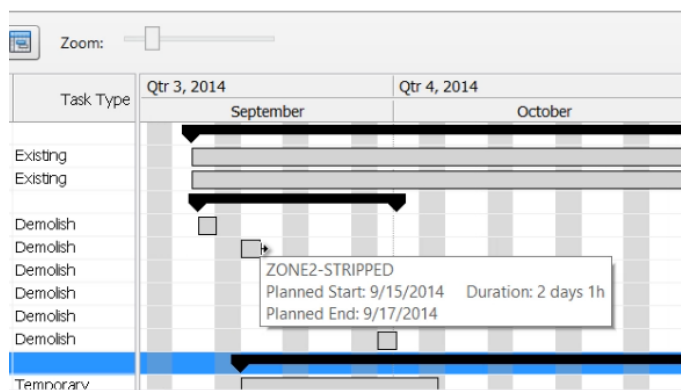 Zoom:
Task Type
Qtr 3, 2014
Qtr 4, 2014
September
October
Existing
Existing
Demolish
Demolish
Demolish
Demolish
Demolish
Demolish
Temporary
ZONE2-STRIPPED
Planned Start: 9/15/2014 Duration: 2 days 1h
Planned End: 9/17/2014